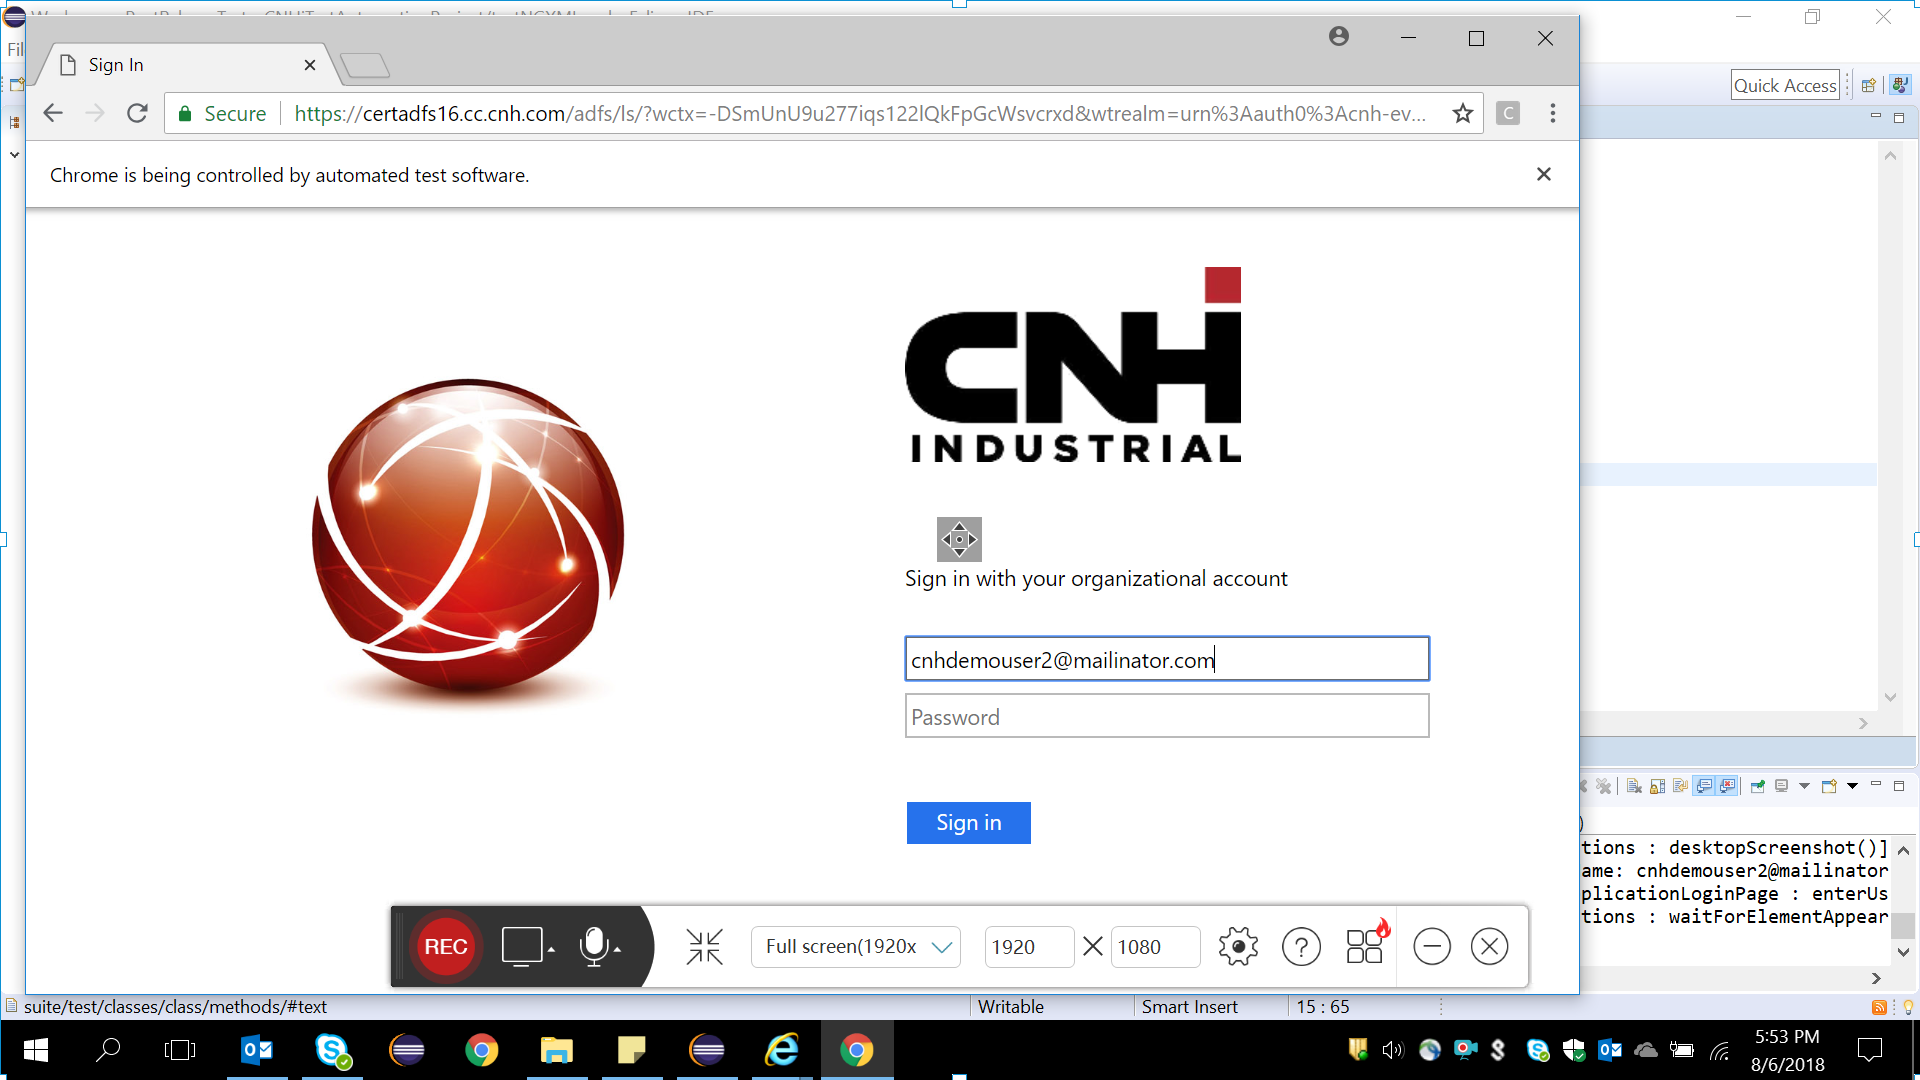 Sign In
Secure
https://certadfs16.cc.cnh.com/adfs/ls/?wctx=-DSmUnU9u277iqs122lQkFpGcWsvcrxd&wtrealm=urn%3Aauth0%3Acnh-ev...
C
Chrome is being controlled by automated test software.
Quick Access
CNH
INDUSTRIAL
Sign in with your organizational account
cnhdemouser2@mailinator.com
Password
Sign in
tions : desktopScreenshot()]
ame: cnhdemouser2@mailinator
plicationLoginPage : enterUs
tions : waitForElementAppear
REC
Full screen(1920x
1920
1080
suite/test/classes/class/methods/#text
Writable
Smart Insert
15 : 65
5:53 PM
8/6/2018